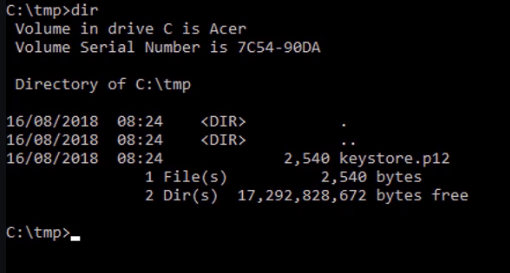 C:\tmp>dir
 Volume in drive C is Acer
 Volume Serial Number is 7C54-90DA

 Directory of C:\tmp

16/08/2018  08:24    <DIR>          .
16/08/2018  08:24    <DIR>          ..
16/08/2018  08:24             2,540 keystore.p12
               1 File(s)          2,540 bytes
               2 Dir(s)  17,292,828,672 bytes free

C:\tmp>